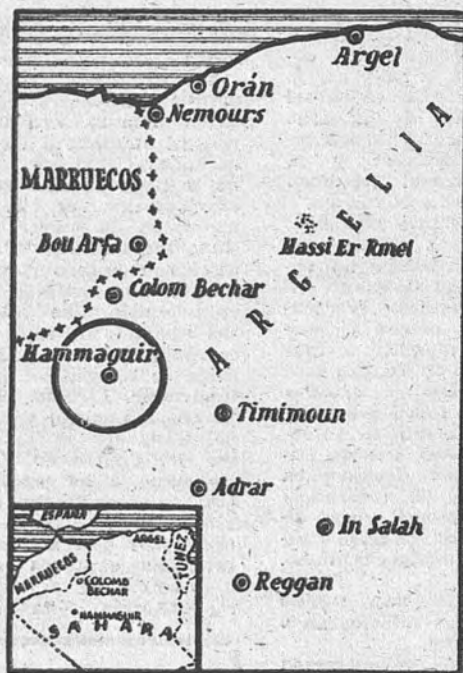 Argel
Orán
Nemours
MARRUECOS
ARGELIA
Bou Arfa
Hassi Er Rmel
Colom Bechar
Hammaguir
Timimoun
Adrar
In Salah
Reggan
ESPAÑA
ARGEL
TUNEZ
MARRUECOS
COLOMB
BECHAR
HAMMAGUIR
SAHARA